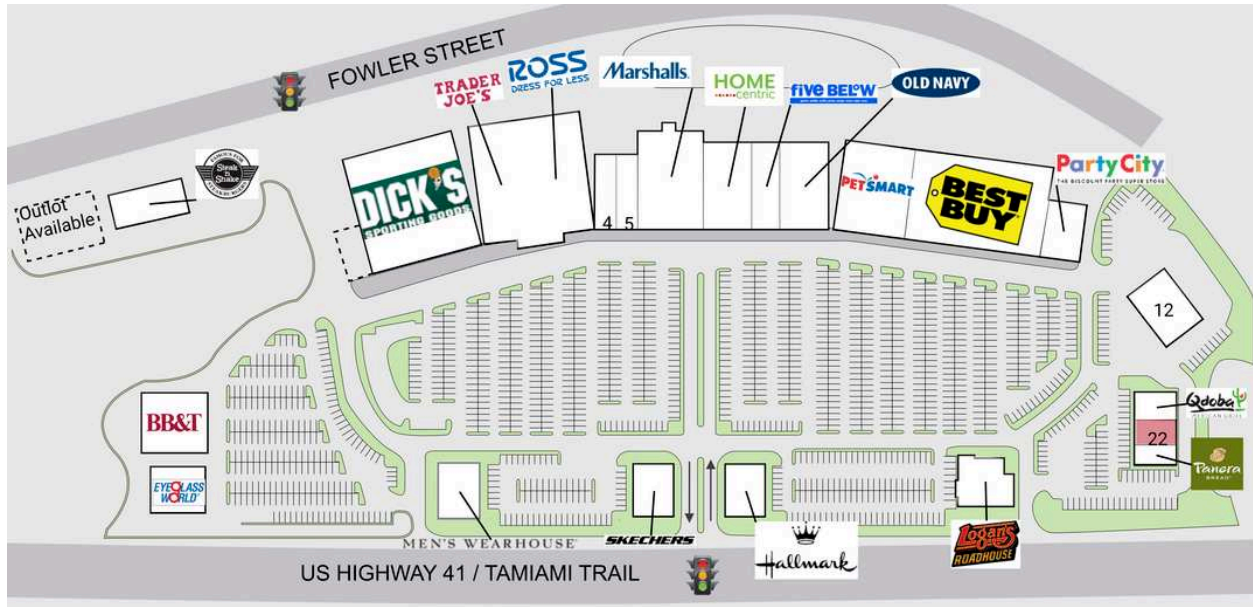 FOWLER STREET
TRADER
JOE'S
ROSS
DRESS FOR LESS
Marshalls
HOME
centric
five BELOW
OLD NAVY
Steak
n
Shake
Outlot
Available
DICK'S
SPORTING GOODS
4
5
PETSMART
BEST
BUY
Party City
THE DISCOUNT PARTY SUPER STORE
12
BB&T
EYEGLASS
WORLD
Qdoba
MEXICAN GRILL
22
Panera
BREAD
MEN'S WEARHOUSE
SKECHERS
Hallmark
Logan's
ROADHOUSE
US HIGHWAY 41 / TAMIAMI TRAIL